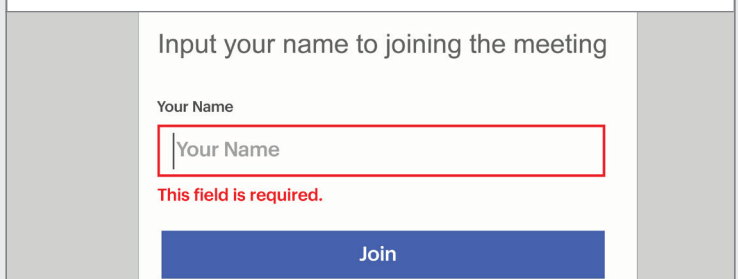 Input your name to joining the meeting
Your Name
Your Name
This field is required.
Join